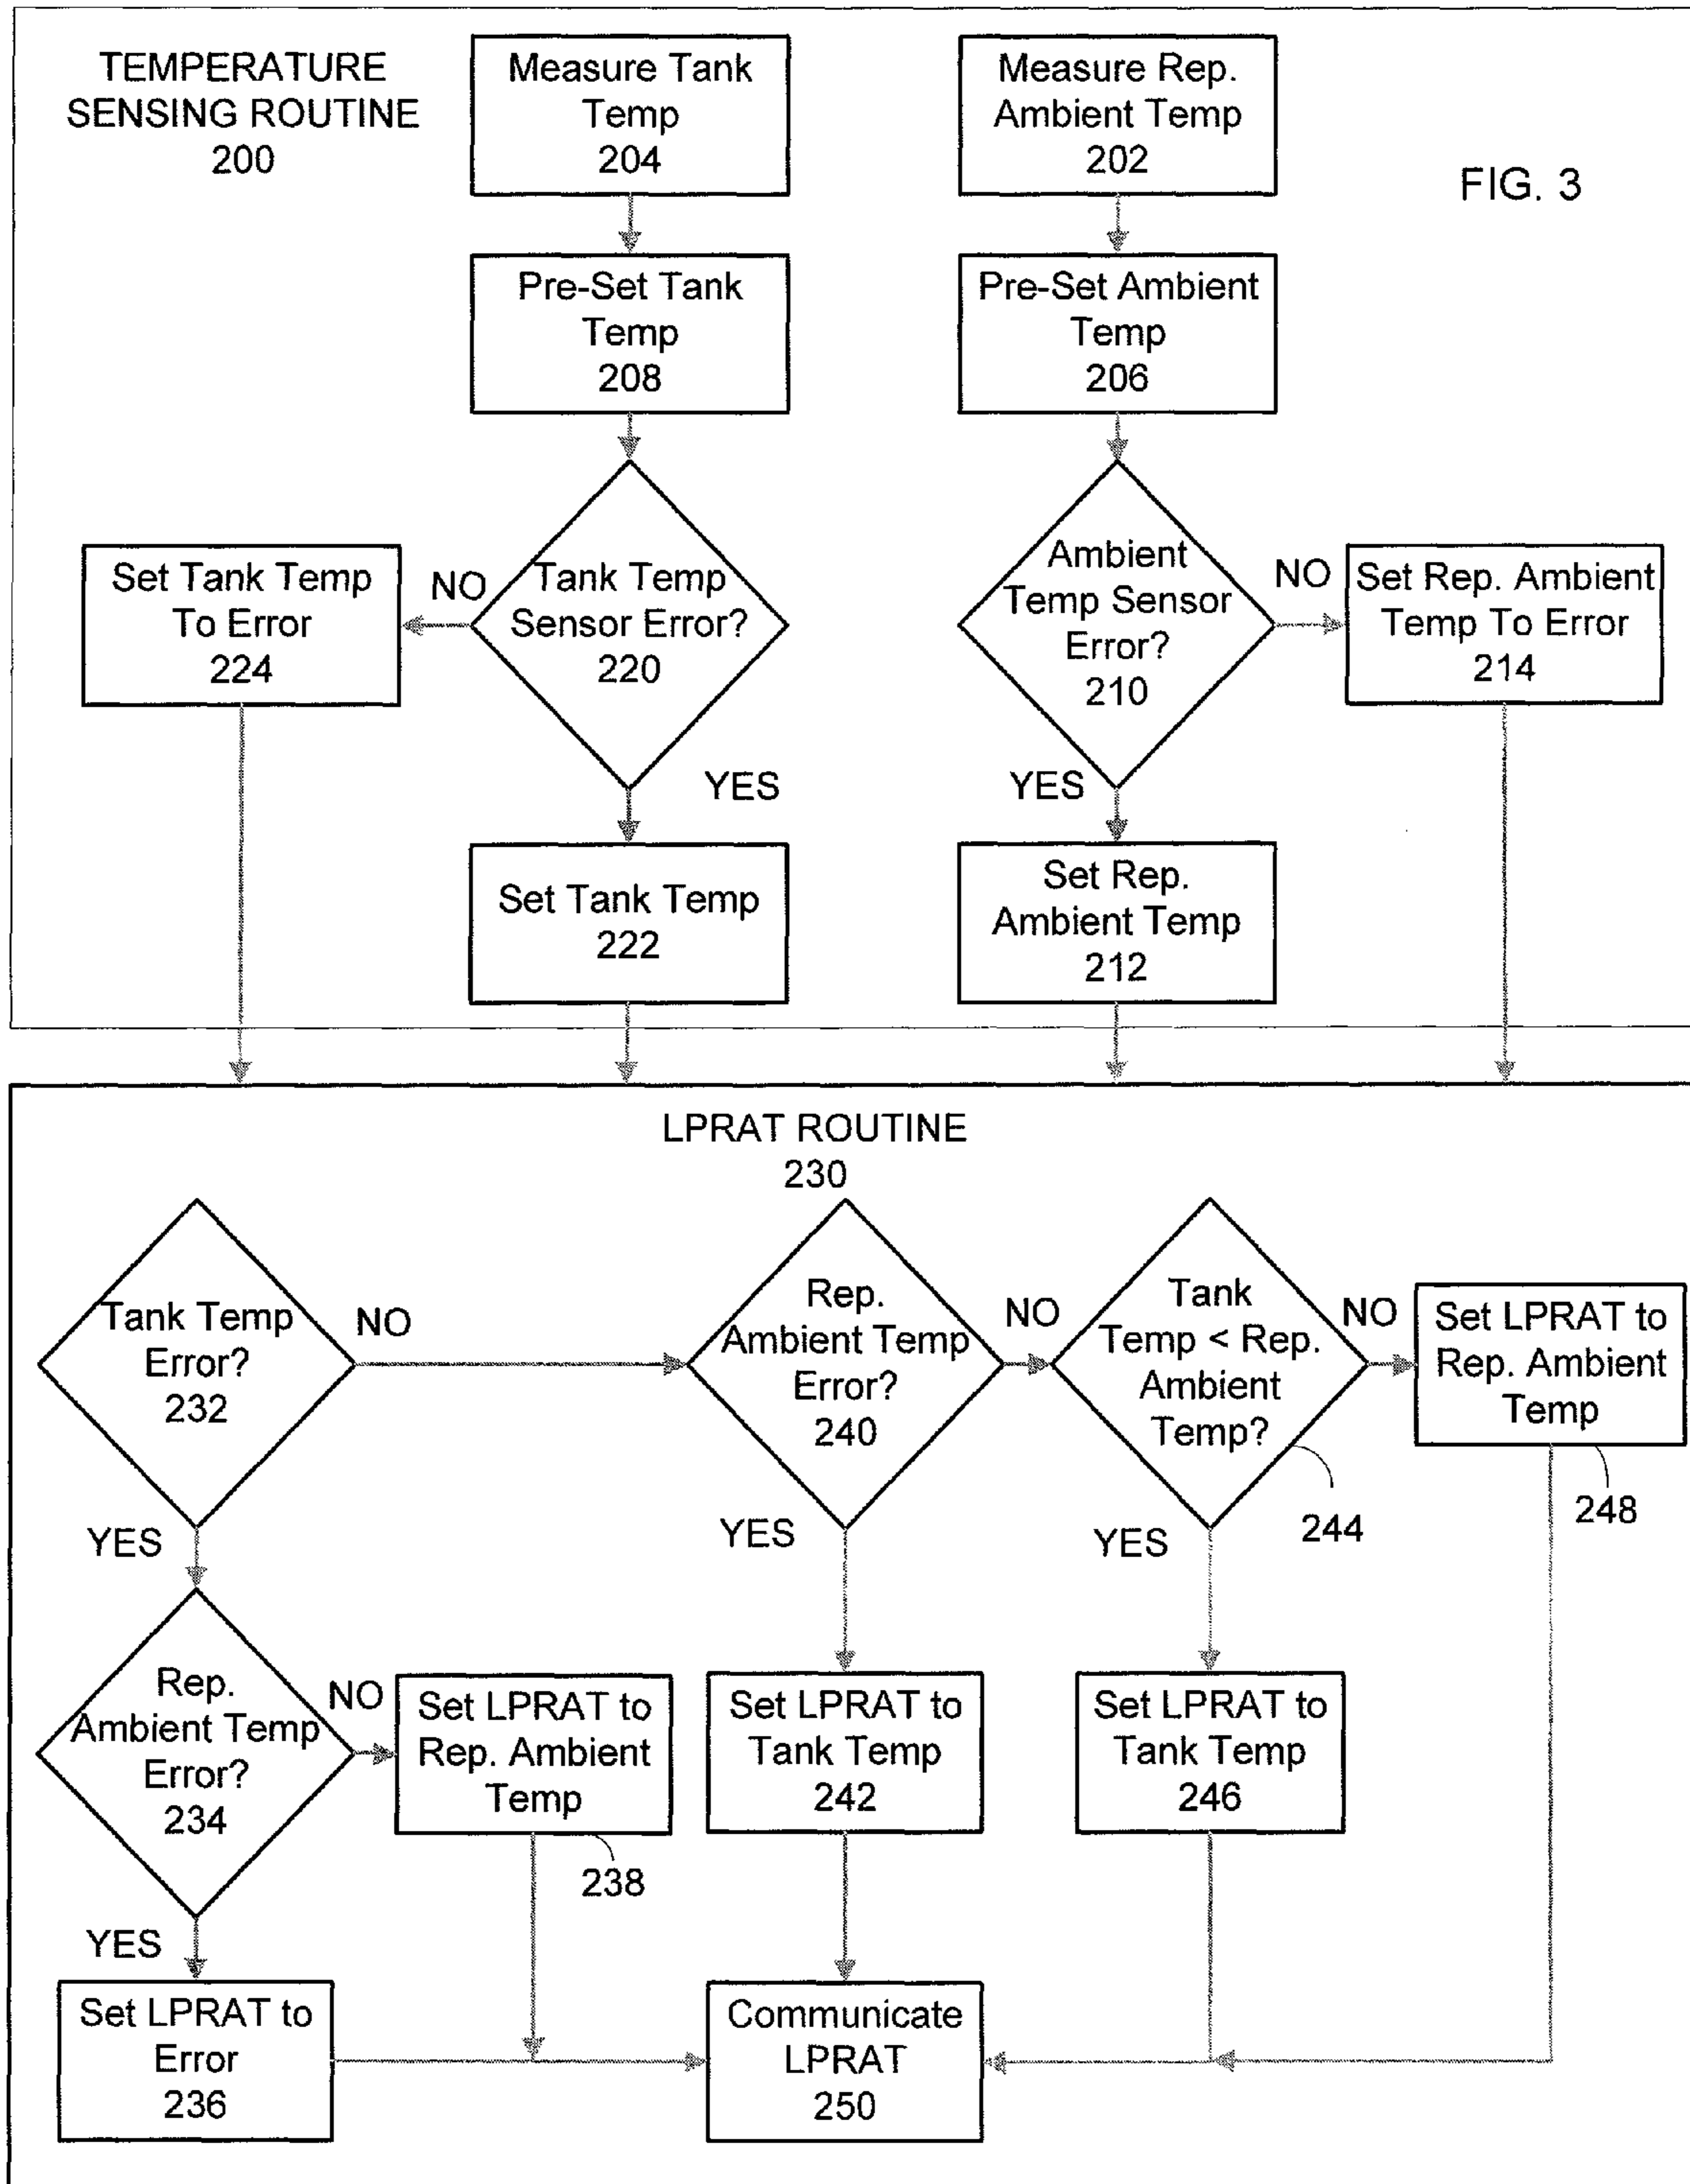 TEMPERATURE
SENSING ROUTINE
200
Measure Tank
Temp
204
Measure Rep.
Ambient Temp
202
FIG. 3
Pre-Set Tank
Temp
208
Pre-Set Ambient
Temp
206
Set Tank Temp
To Error
224
NO
Tank Temp
Sensor Error?
220
YES
Ambient
Temp Sensor
Error?
210
YES
NO
Set Rep. Ambient
Temp To Error
214
Set Tank Temp
222
Set Rep.
Ambient Temp
212
LPRAT ROUTINE
230
Tank Temp
Error?
232
NO
YES
Rep.
Ambient Temp
Error?
240
NO
YES
Tank
Temp < Rep.
Ambient
Temp?
244
NO
YES
Set LPRAT to
Rep. Ambient
Temp
248
Rep.
Ambient Temp
Error?
234
NO
YES
Set LPRAT to
Rep. Ambient
Temp
238
Set LPRAT to
Tank Temp
242
Set LPRAT to
Tank Temp
246
Set LPRAT to
Error
236
Communicate
LPRAT
250